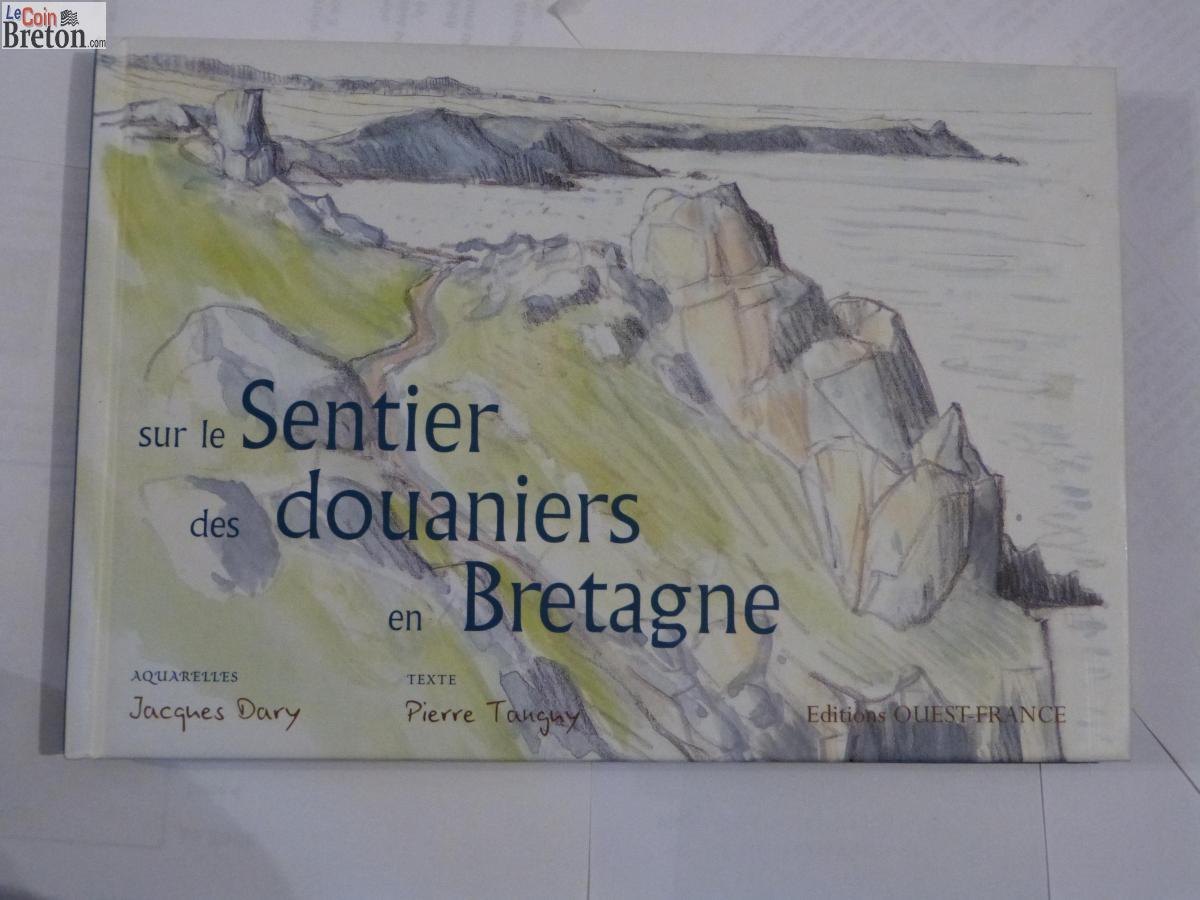 LeCoin
Breton.com
sur le Sentier
des douaniers
en Bretagne
AQUARELLES
Jacques Dary
TEXTE
Pierre Tanguy
Editions OUEST-FRANCE